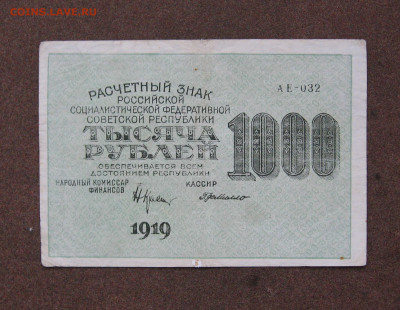 COINS.LAVE.RU
АЕ-032
РАСЧЕТНЫЙ ЗНАК
РОССИЙСКОЙ
СОЦИАЛИСТИЧЕСКОЙ ФЕДЕРАТИВНОЙ
СОВЕТСКОЙ РЕСПУБЛИКИ
ТЫСЯЧА
РУБЛЕЙ
1000
ОБЕСПЕЧИВАЕТСЯ ВСЕМ
ДОСТОЯНИЕМ РЕСПУБЛИКИ
НАРОДНЫЙ КОМИССАР
ФИНАНСОВ
КАССИР
1919